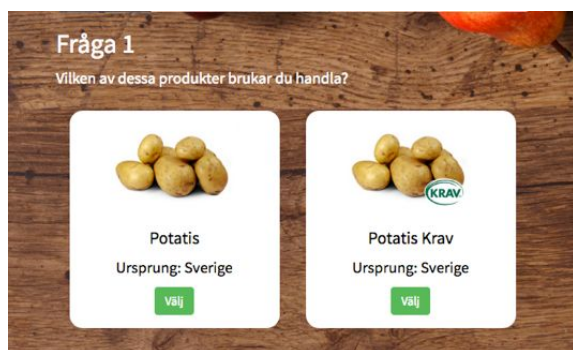 Fråga 1
Vilken av dessa produkter brukar du handla?
Potatis
Ursprung: Sverige
Välj
KRAV
Potatis Krav
Ursprung: Sverige
Välj